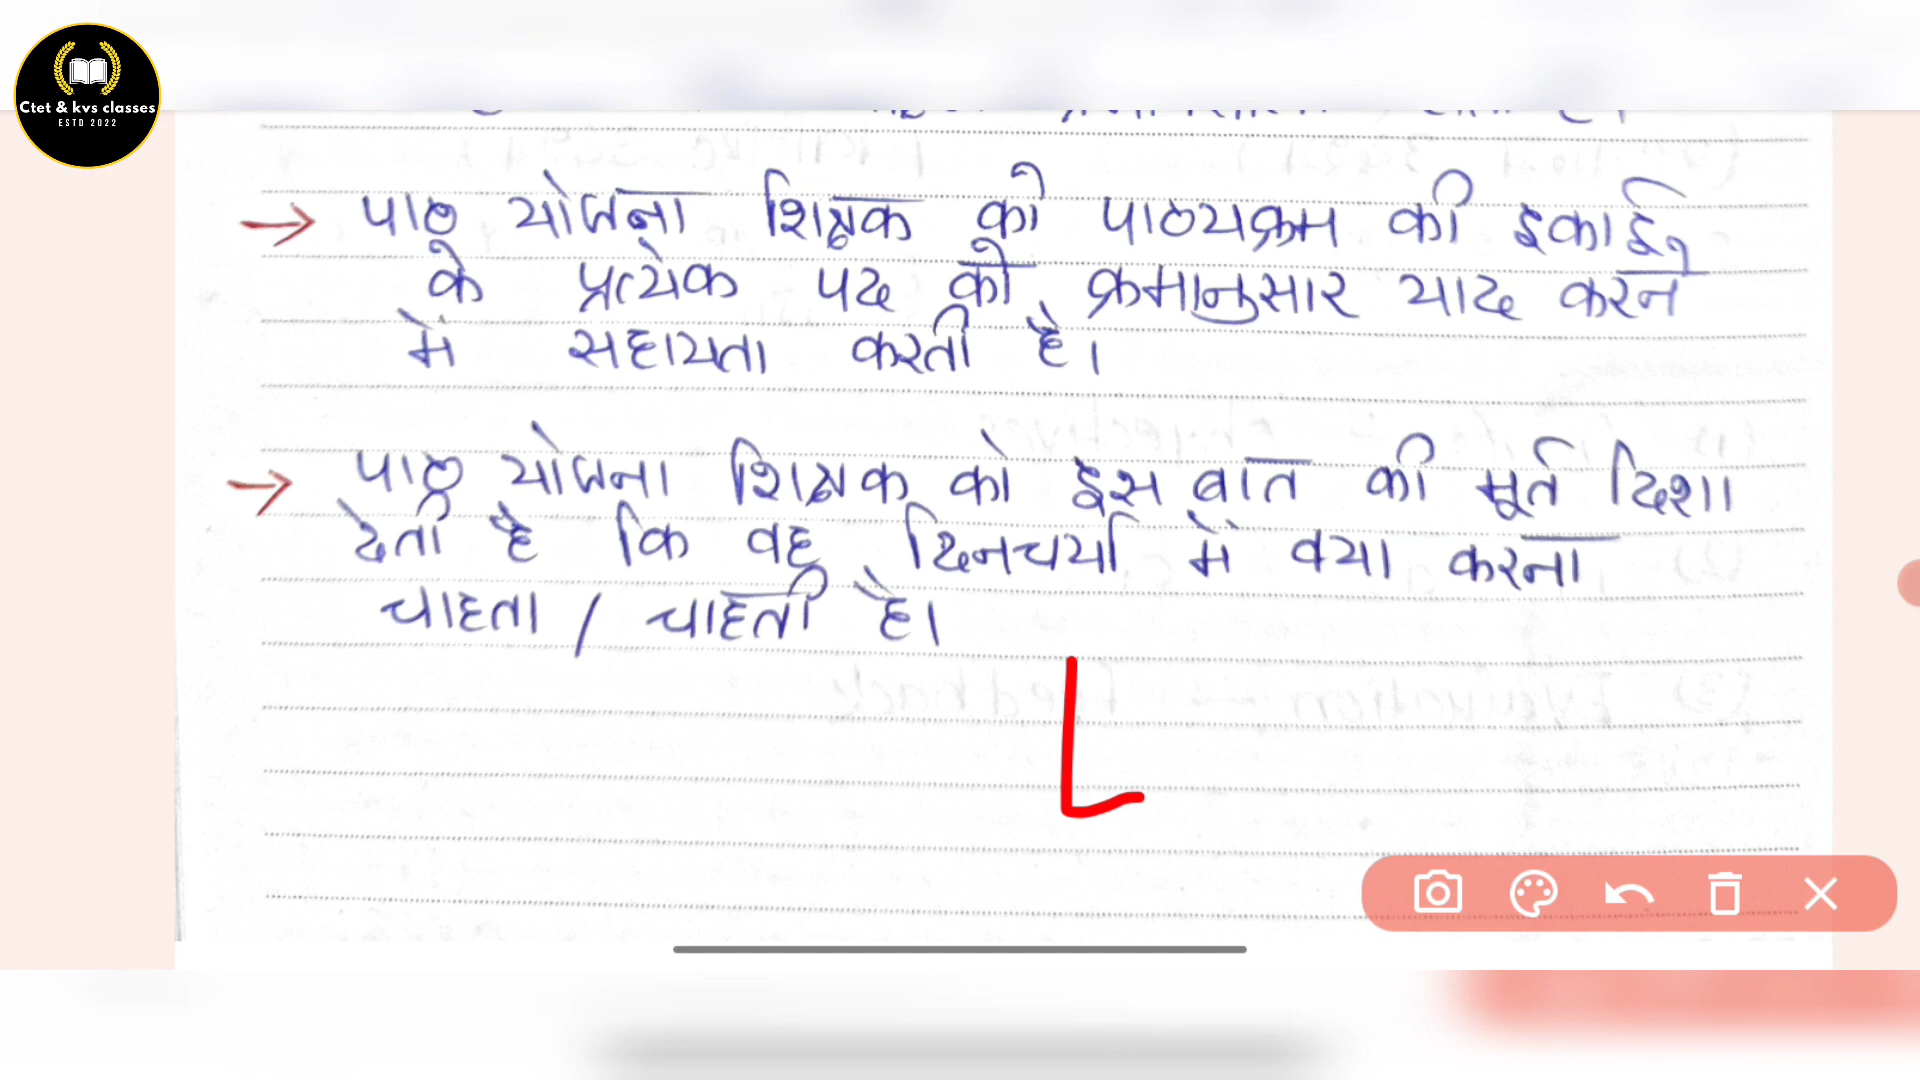 Ctet & kvs classes
ESTD 2022
→ पाठ योजना शिक्षक को पाठ्यक्रम की इकाई
के प्रत्येक पद को क्रमानुसार याद करने
में सहायता करती है।
→ पाठ योजना शिक्षक को इस बात की मूर्त दिशा
देती है कि वह दिनचर्या में क्या करना
चाहता / चाहती है।
L